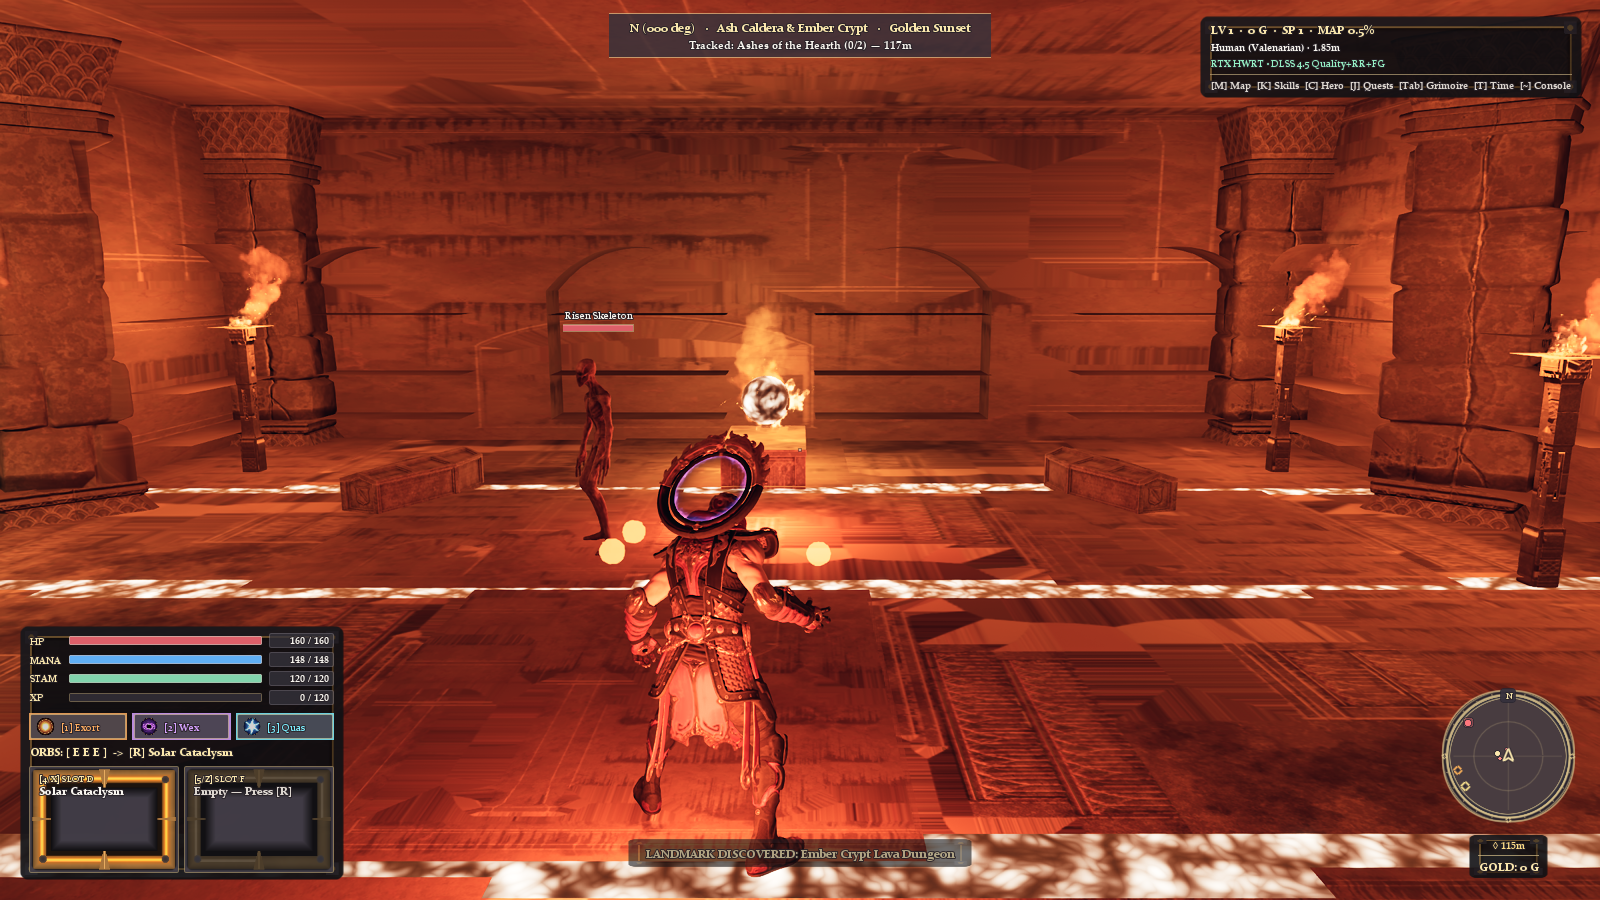 N (000 deg) · Ash Caldera & Ember Crypt · Golden Sunset
Tracked: Ashes of the Hearth (0/2) — 117m
LV 1 · 0 G · SP 1 · MAP 0.5%
Human (Valenarian) · 1.85m
RTX HWRT · DLSS 4.5 Quality+RR+FG
[M] Map [K] Skills [C] Hero [J] Quests [Tab] Grimoire [T] Time [~] Console
Risen Skeleton
HP 160 / 160
MANA 148 / 148
STAM 120 / 120
XP 0 / 120
[1] Exort [2] Wex [3] Quas
ORBS: [ E E E ] -> [R] Solar Cataclysm
[4/X] SLOT D
Solar Cataclysm
[5/Z] SLOT F
Empty — Press [R]
LANDMARK DISCOVERED: Ember Crypt Lava Dungeon
N
◊ 115m
GOLD: 0 G